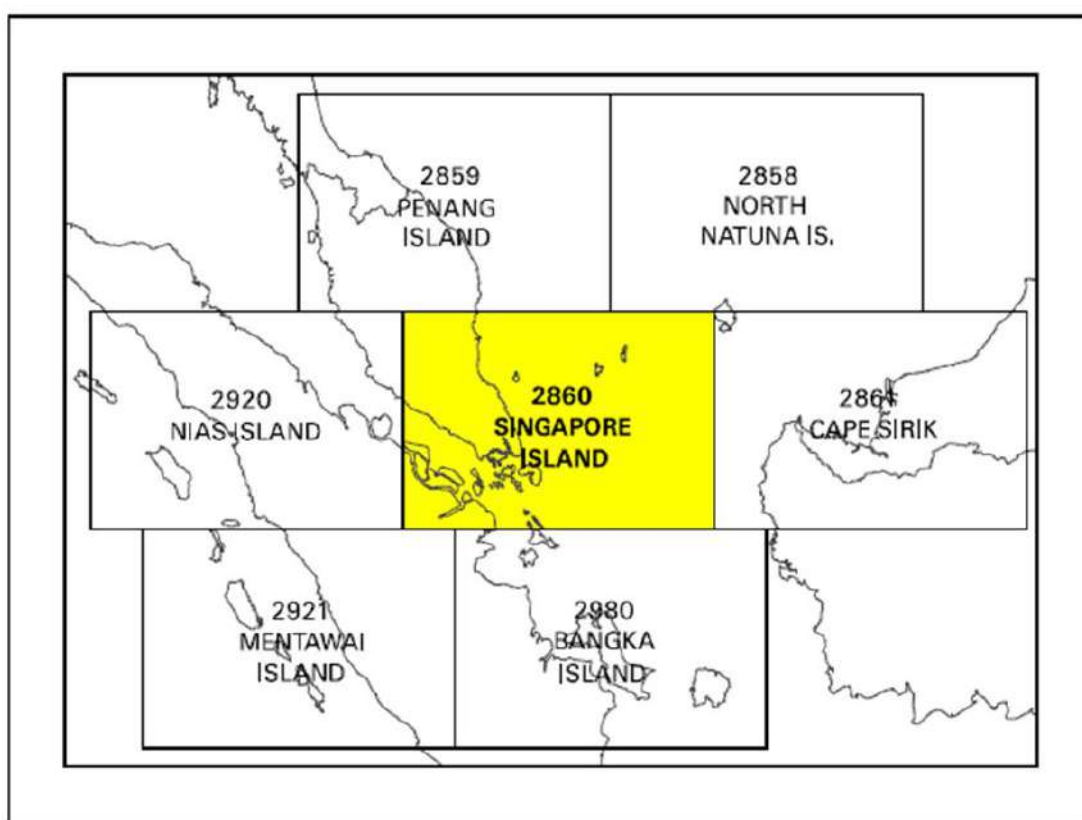 2859
PENANG
ISLAND
2858
NORTH
NATUNA IS.
2920
NIAS ISLAND
2860
SINGAPORE
ISLAND
2861
CAPE SIRIK
2921
MENTAWAI
ISLAND
2980
BANGKA
ISLAND